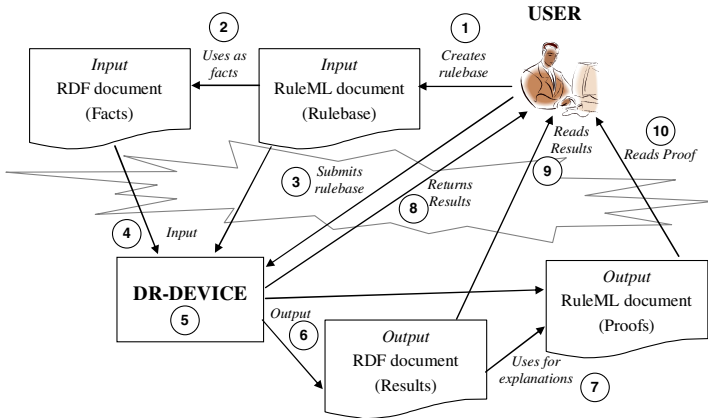 USER
1
Creates
rulebase
2
Uses as
facts
Input
RDF document
(Facts)
Input
RuleML document
(Rulebase)
3
Submits
rulebase
Returns
Results
8
Reads
Results
9
10
Reads Proof
4
Input
DR-DEVICE
5
Output
6
Output
RDF document
(Results)
Output
RuleML document
(Proofs)
Uses for
explanations
7